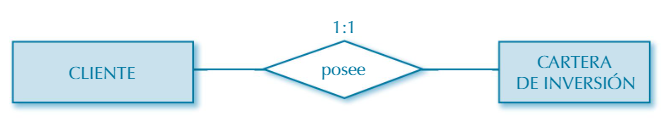 1:1
CLIENTE
posee
CARTERA
DE INVERSIÓN